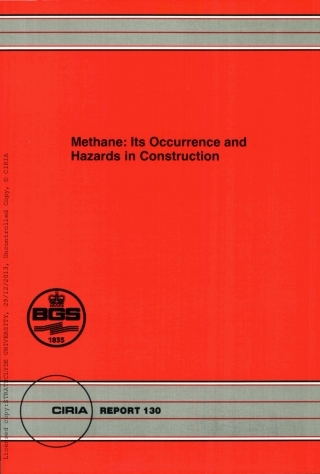 Methane: Its Occurrence and
Hazards in Construction
BGS
1835
CIRIA REPORT 130
Licensed copy:STRATHCLYDE UNIVERSITY, 29/12/2013, Uncontrolled Copy, © CIRIA